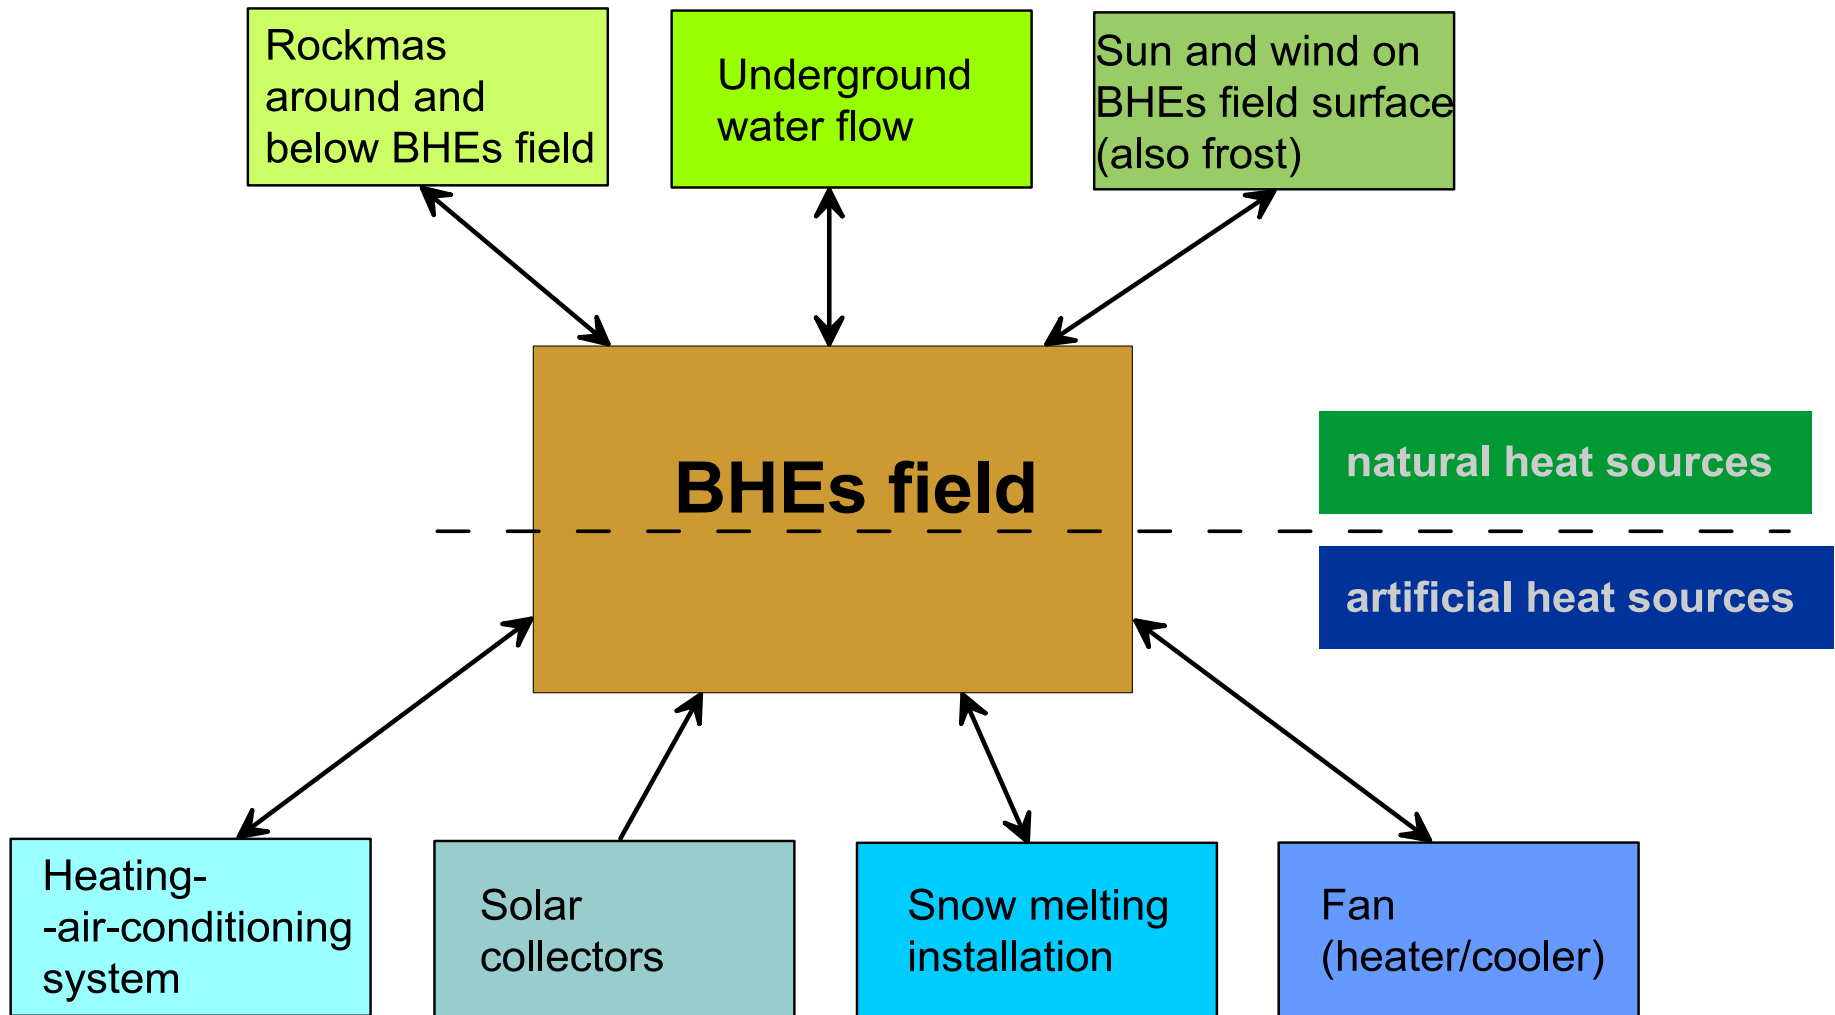 Rockmas
around and
below BHEs field
Underground
water flow
Sun and wind on
BHEs field surface
(also frost)
BHEs field
natural heat sources
artificial heat sources
Heating-
-air-conditioning
system
Solar
collectors
Snow melting
installation
Fan
(heater/cooler)